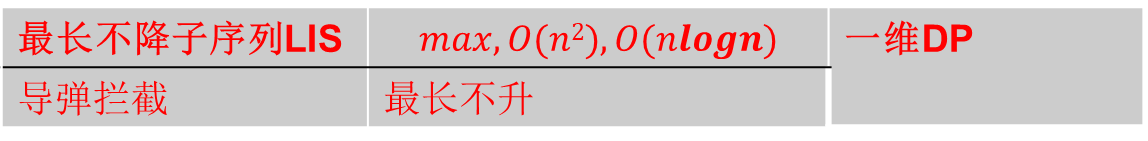 最长不降子序列LIS max, O(n²), O(nlogn) 一维DP
导弹拦截 最长不升